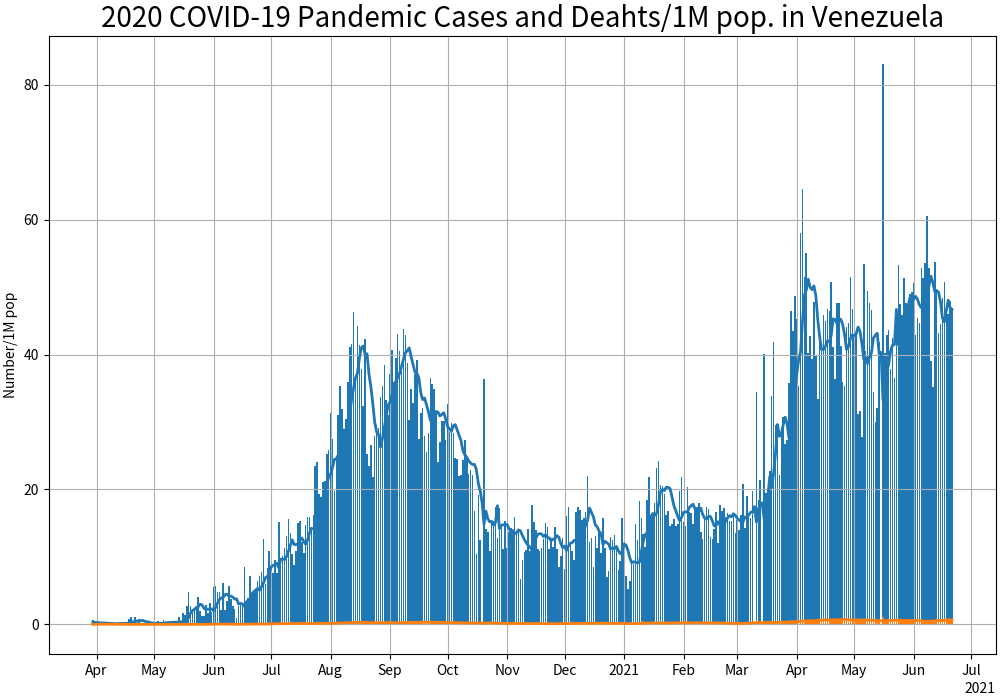 2020 COVID-19 Pandemic Cases and Deahts/1M pop. in Venezuela
Number/1M pop
80
60
40
20
0
Apr May Jun Jul Aug Sep Oct Nov Dec 2021 Feb Mar Apr May Jun Jul
2021